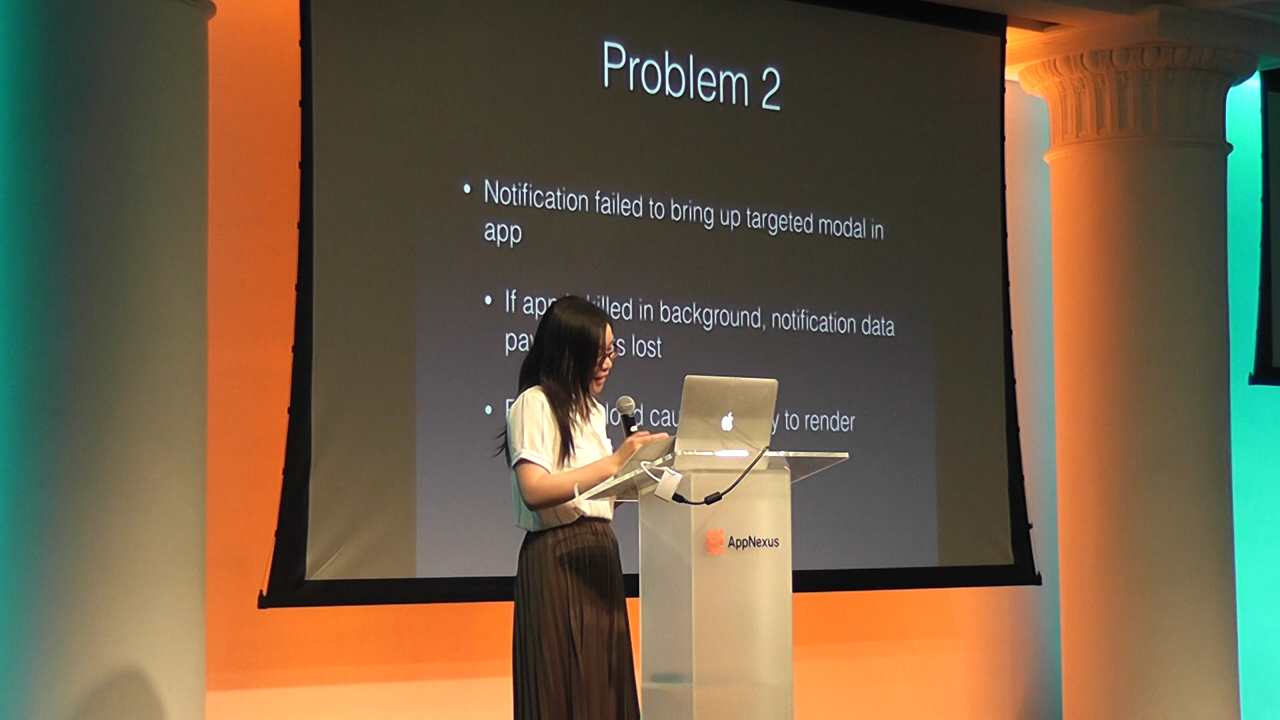 Problem 2
• Notification failed to bring up targeted modal in
app
• If app killed in background, notification data
lost
• to render
AppNexus